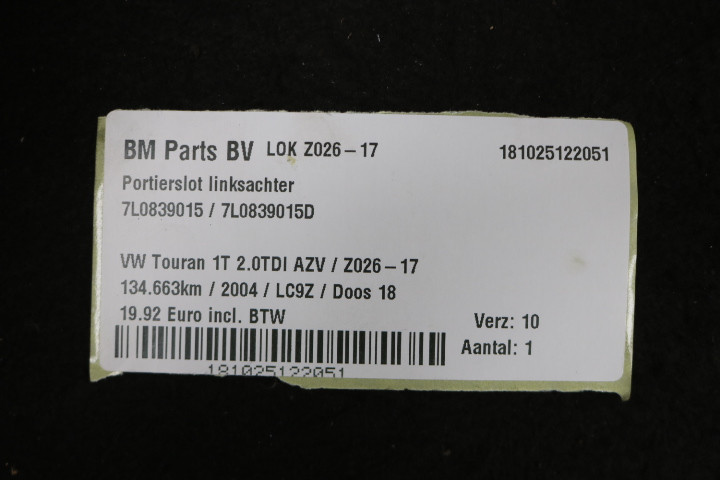 BM Parts BV LOK Z026-17 181025122051
Portierslot linksachter
7L0839015 / 7L0839015D
VW Touran 1T 2.0TDI AZV / Z026-17
134.663km / 2004 / LC9Z / Doos 18
19.92 Euro incl. BTW
Verz: 10
Aantal: 1
181025122051